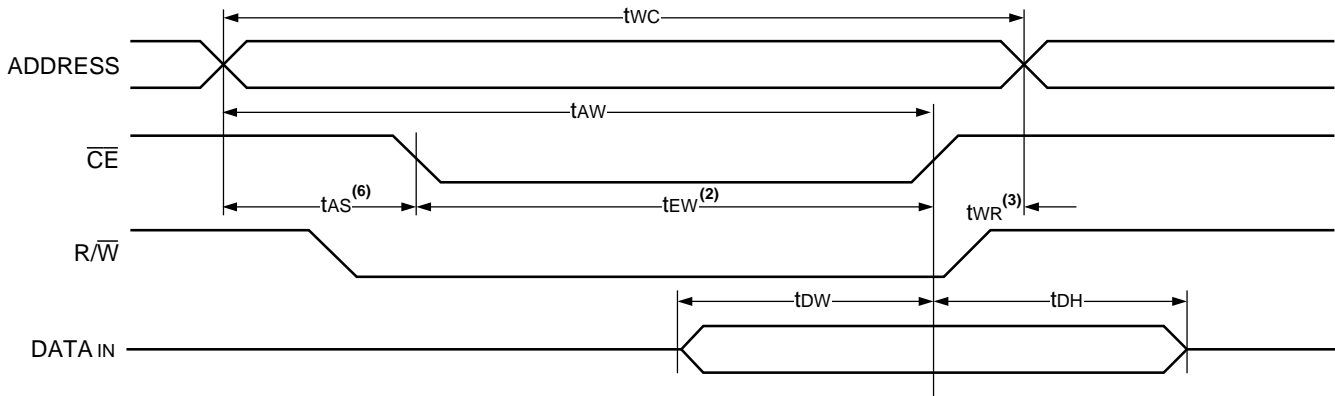 tWC
ADDRESS
tAW
CE
tAS(6) tEW(2) tWR(3)
R/W
tDW tDH
DATA IN